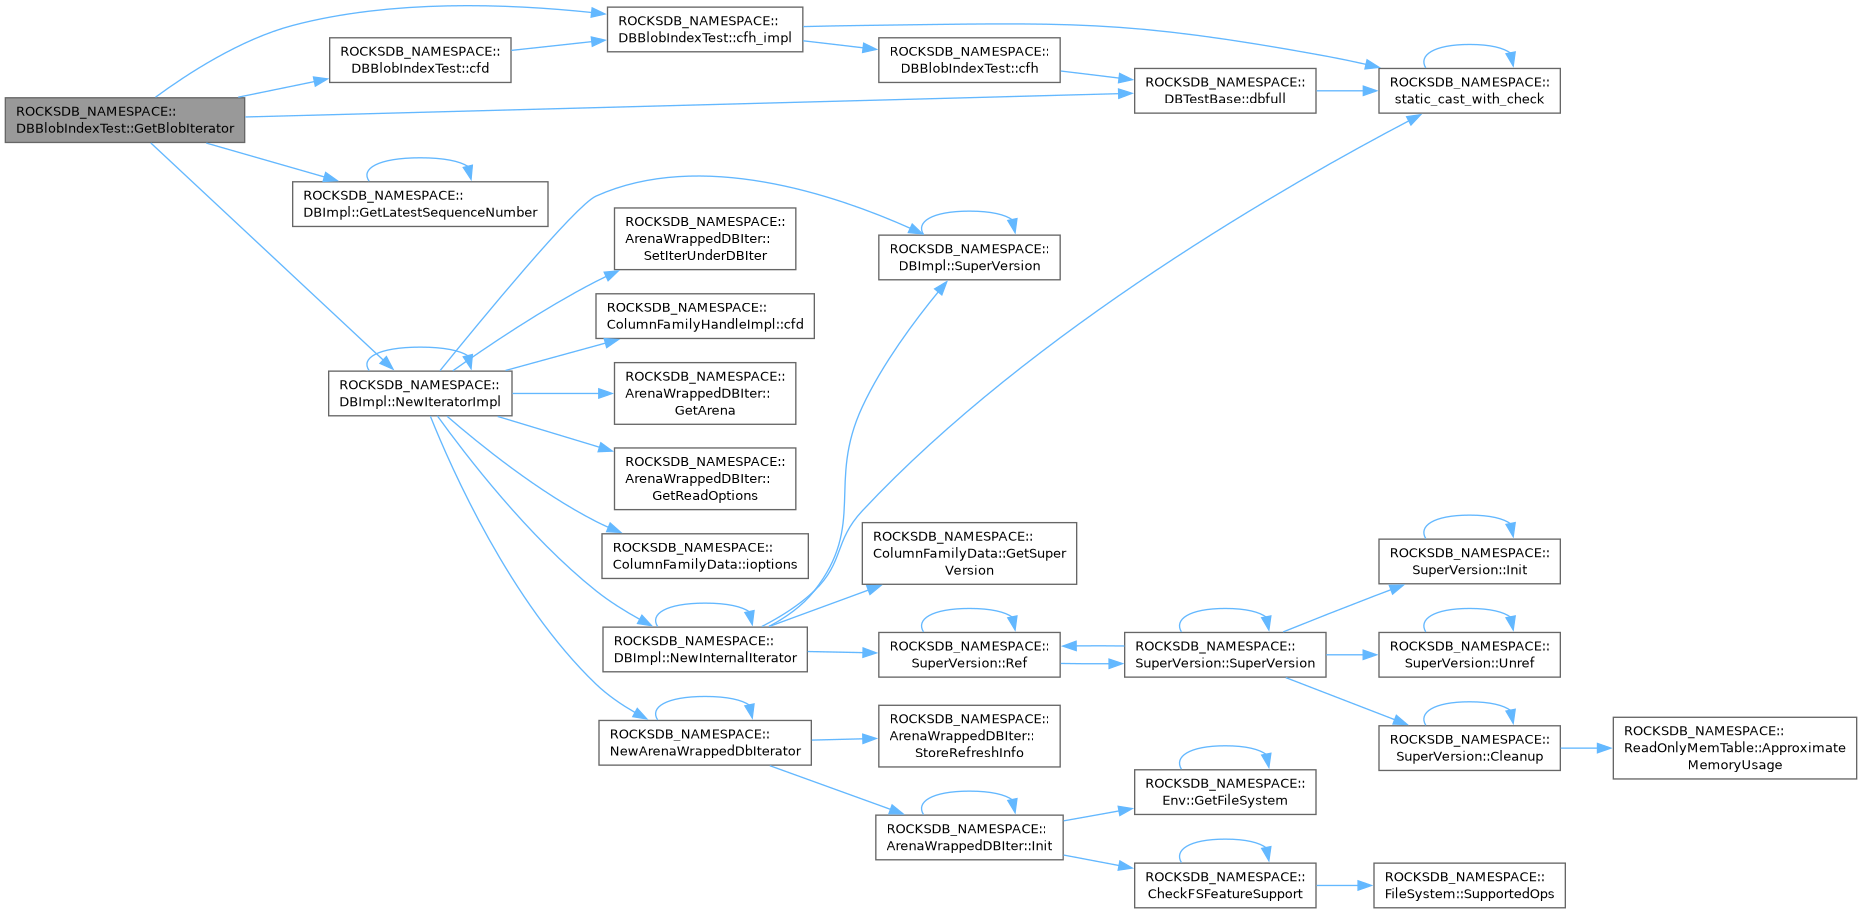 ROCKSDB_NAMESPACE::
DBBlobIndexTest::GetBlobIterator
ROCKSDB_NAMESPACE::
DBBlobIndexTest::cfd
ROCKSDB_NAMESPACE::
DBBlobIndexTest::cfh_impl
ROCKSDB_NAMESPACE::
DBBlobIndexTest::cfh
ROCKSDB_NAMESPACE::
DBTestBase::dbfull
ROCKSDB_NAMESPACE::
static_cast_with_check
ROCKSDB_NAMESPACE::
DBImpl::GetLatestSequenceNumber
ROCKSDB_NAMESPACE::
DBImpl::NewIteratorImpl
ROCKSDB_NAMESPACE::
ArenaWrappedDBIter::
SetIterUnderDBIter
ROCKSDB_NAMESPACE::
DBImpl::SuperVersion
ROCKSDB_NAMESPACE::
ColumnFamilyHandleImpl::cfd
ROCKSDB_NAMESPACE::
ArenaWrappedDBIter::
GetArena
ROCKSDB_NAMESPACE::
ArenaWrappedDBIter::
GetReadOptions
ROCKSDB_NAMESPACE::
ColumnFamilyData::ioptions
ROCKSDB_NAMESPACE::
DBImpl::NewInternalIterator
ROCKSDB_NAMESPACE::
ColumnFamilyData::GetSuper
Version
ROCKSDB_NAMESPACE::
SuperVersion::Ref
ROCKSDB_NAMESPACE::
SuperVersion::SuperVersion
ROCKSDB_NAMESPACE::
SuperVersion::Init
ROCKSDB_NAMESPACE::
SuperVersion::Unref
ROCKSDB_NAMESPACE::
SuperVersion::Cleanup
ROCKSDB_NAMESPACE::
ReadOnlyMemTable::Approximate
MemoryUsage
ROCKSDB_NAMESPACE::
NewArenaWrappedDbIterator
ROCKSDB_NAMESPACE::
ArenaWrappedDBIter::
StoreRefreshInfo
ROCKSDB_NAMESPACE::
ArenaWrappedDBIter::Init
ROCKSDB_NAMESPACE::
Env::GetFileSystem
ROCKSDB_NAMESPACE::
CheckFSFeatureSupport
ROCKSDB_NAMESPACE::
FileSystem::SupportedOps